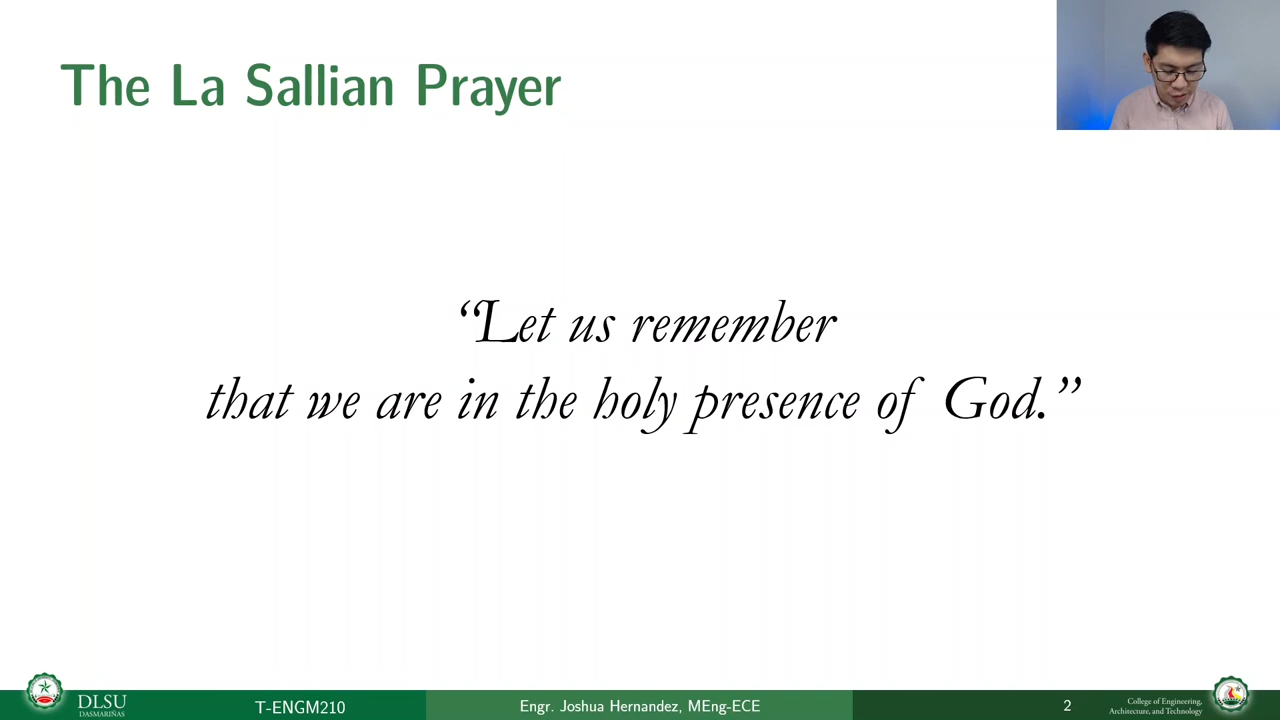 The La Sallian Prayer
“Let us remember
that we are in the holy presence of God.”
DLSU
DASMARIÑAS
T-ENGM210
Engr. Joshua Hernandez, MEng-ECE
2
College of Engineering,
Architecture, and Technology